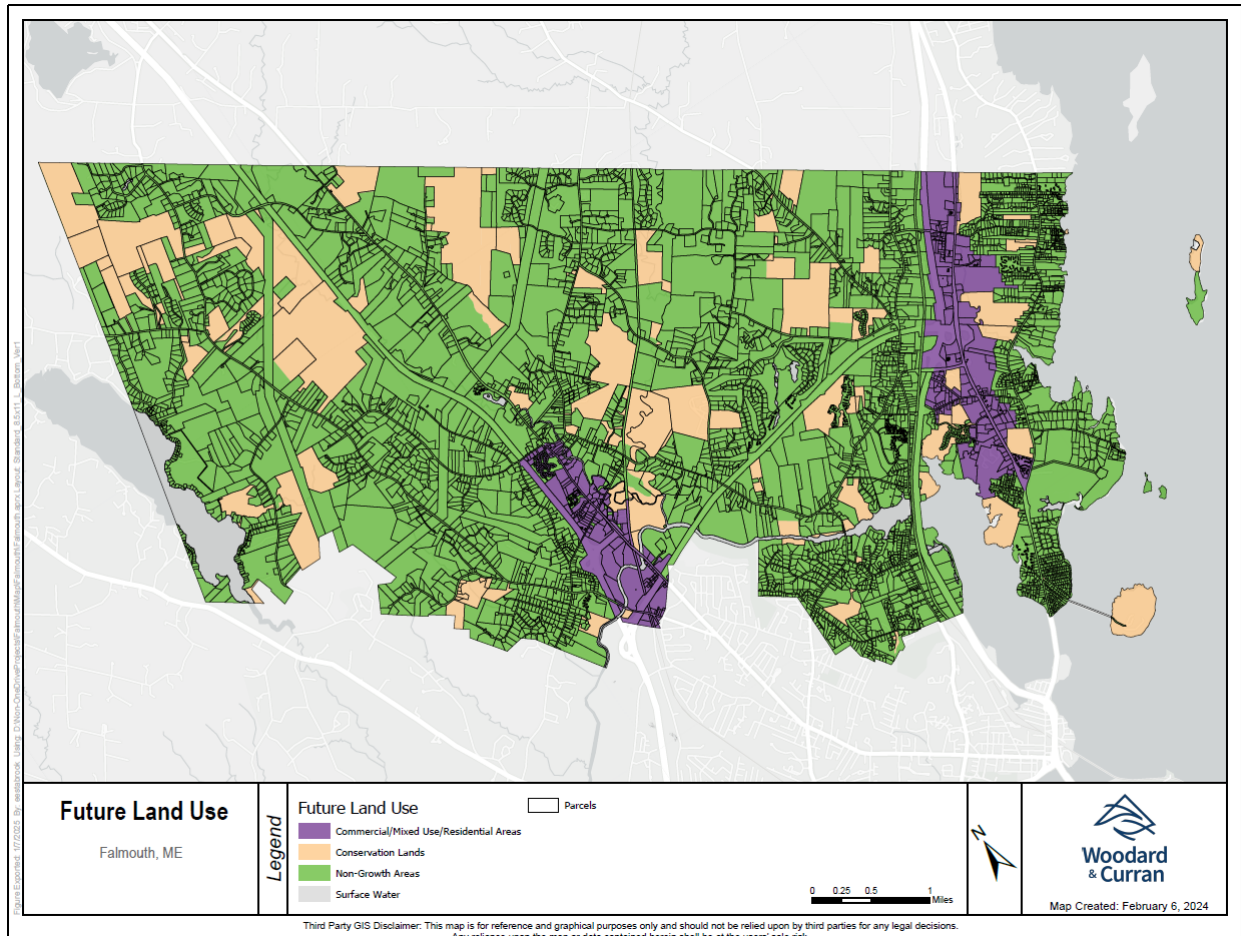 Future Land Use
Falmouth, ME
Legend
Future Land Use
Commercial/Mixed Use/Residential Areas
Conservation Lands
Non-Growth Areas
Surface Water
Parcels
0 0.25 0.5 1
Miles
N
Woodard
& Curran
Map Created: February 6, 2024
Third Party GIS Disclaimer: This map is for reference and graphical purposes only and should not be relied upon by third parties for any legal decisions.